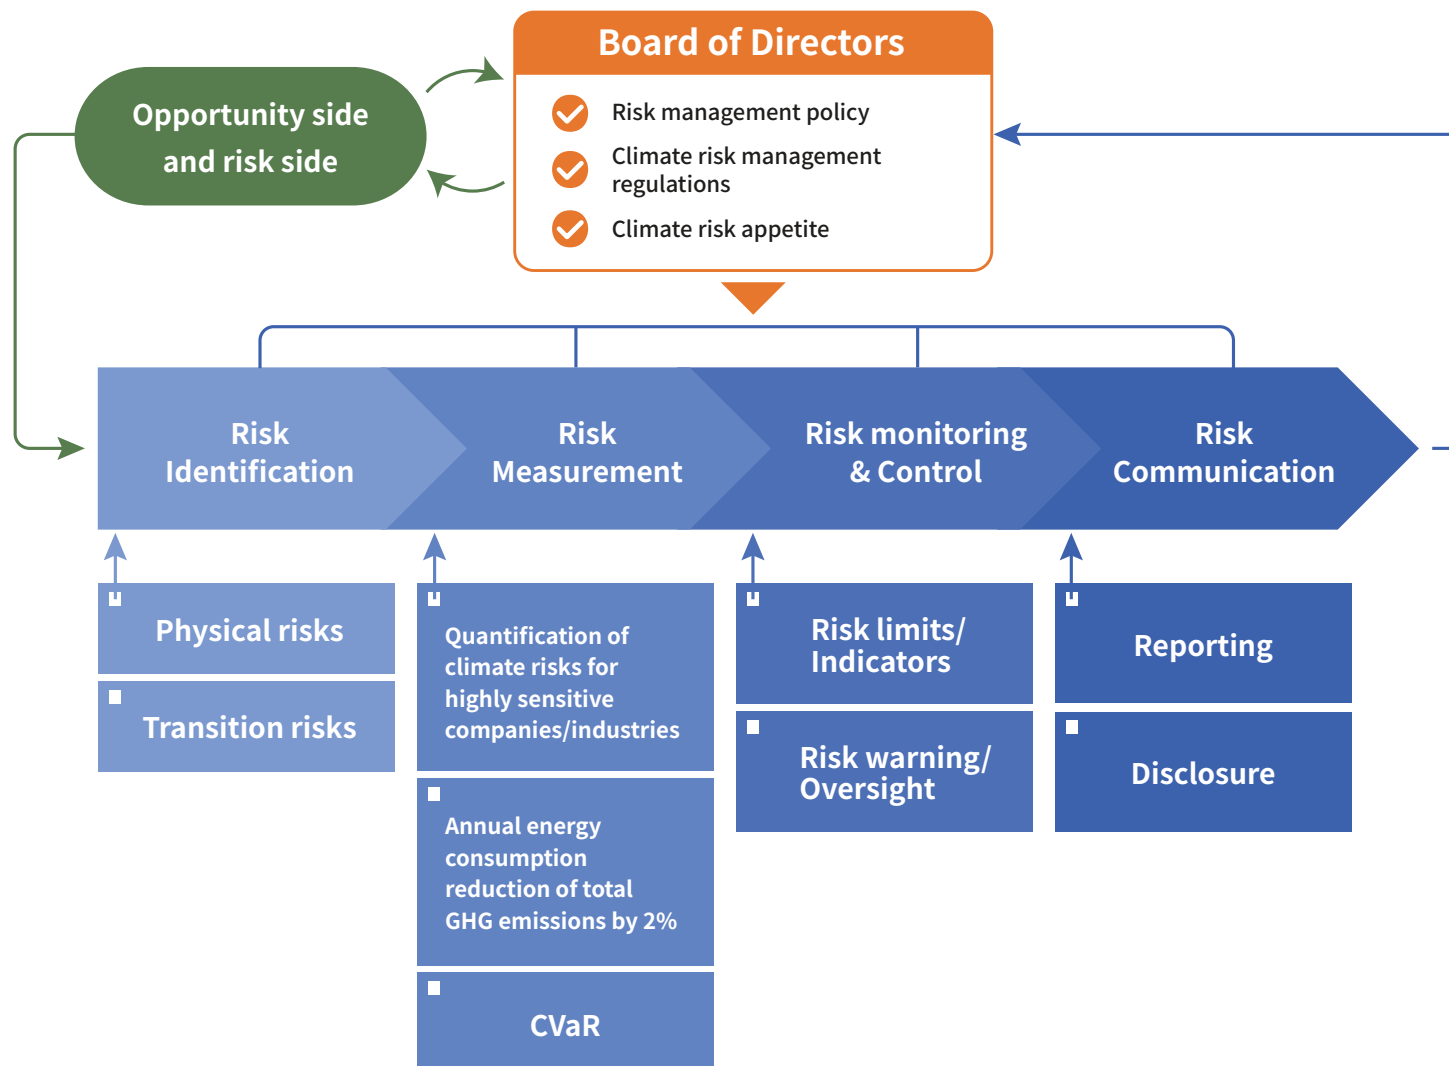 Board of Directors
Opportunity side
and risk side
Risk management policy
Climate risk management
regulations
Climate risk appetite
Risk
Identification
Risk
Measurement
Risk monitoring
& Control
Risk
Communication
Physical risks
Transition risks
Quantification of
climate risks for
highly sensitive
companies/industries
Annual energy
consumption
reduction of total
GHG emissions by 2%
CVaR
Risk limits/
Indicators
Risk warning/
Oversight
Reporting
Disclosure